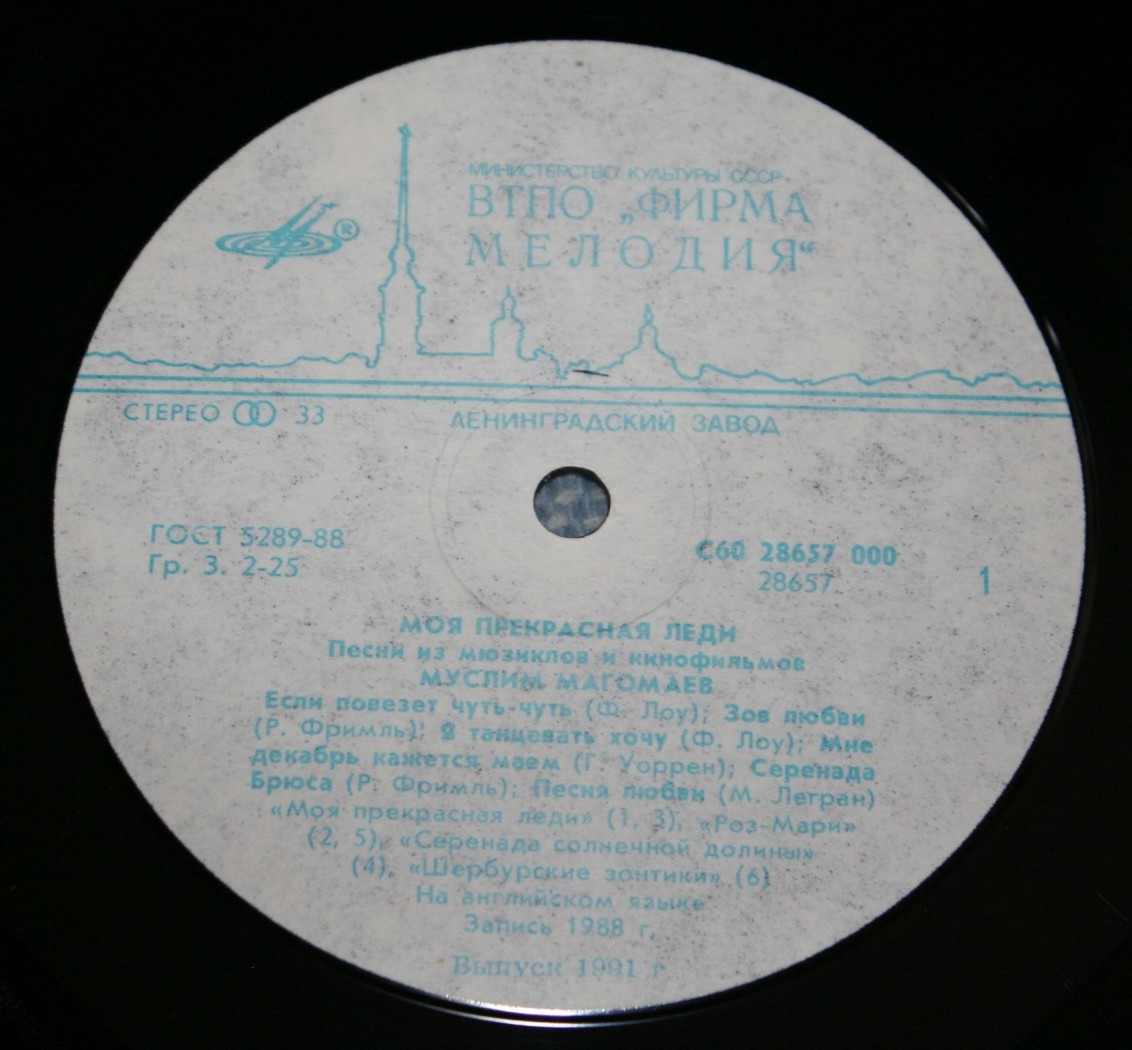 МИНИСТЕРСТВО КУЛЬТУРЫ СССР
ВТПО „ФИРМА
МЕЛОДИЯ“
®
СТЕРЕО 33
ЛЕНИНГРАДСКИЙ ЗАВОД
ГОСТ 5289-88
Гр. 3. 2-25
С60 28657 000
28657
1
МОЯ ПРЕКРАСНАЯ ЛЕДИ
Песни из мюзиклов и кинофильмов
МУСЛИМ МАГОМАЕВ
Если повезет чуть-чуть (Ф. Лоу); Зов любви
(Р. Фримль); Я танцевать хочу (Ф. Лоу); Мне
декабрь кажется маем (Г. Уоррен); Серенада
Брюса (Р. Фримль); Песня любви (М. Легран)
«Моя прекрасная леди» (1, 3), «Роз-Мари»
(2, 5), «Серенада солнечной долины»
(4), «Шербурские зонтики» (6)
На английском языке
Запись 1988 г.
Выпуск 1991 г